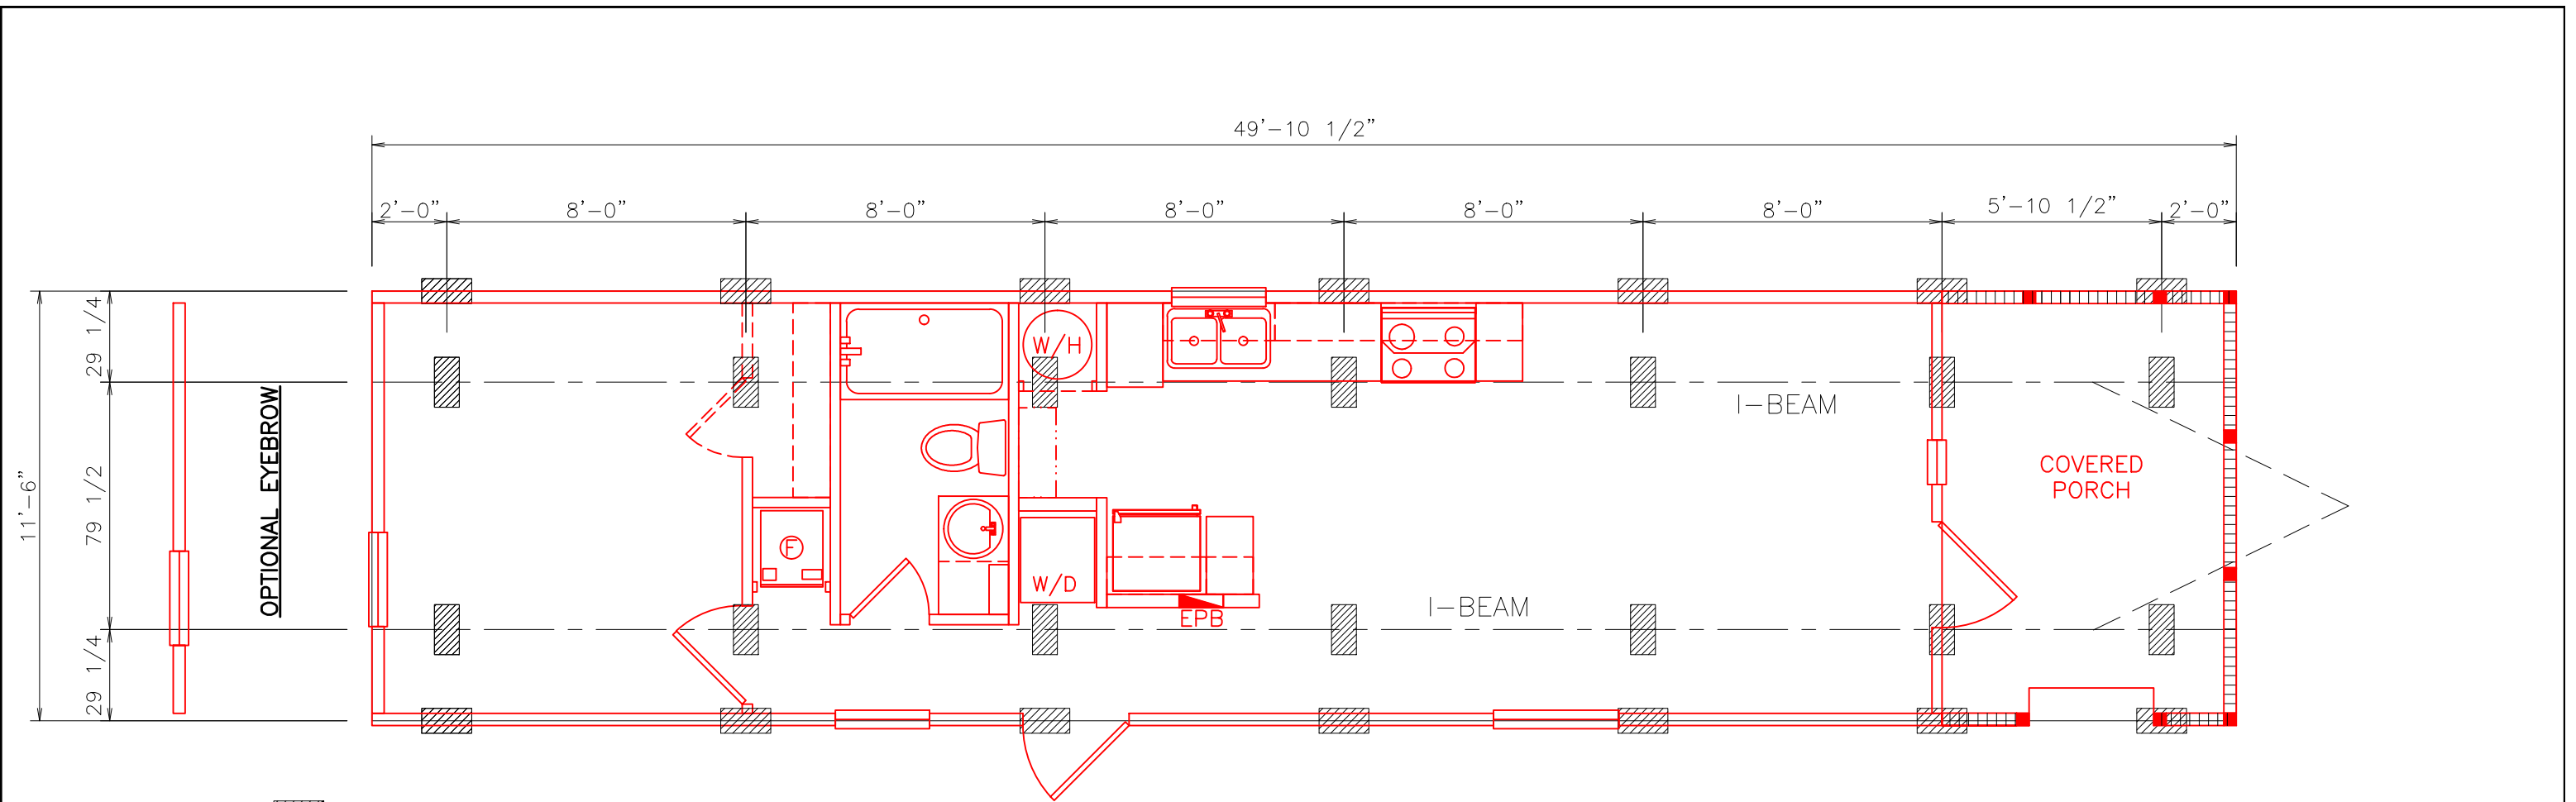 49'-10 1/2"
2'-0"
8'-0"
8'-0"
8'-0"
8'-0"
8'-0"
5'-10 1/2"
2'-0"
11'-6"
29 1/4
79 1/2
29 1/4
OPTIONAL EYEBROW
W/H
I-BEAM
COVERED
PORCH
F
W/D
I-BEAM
EPB